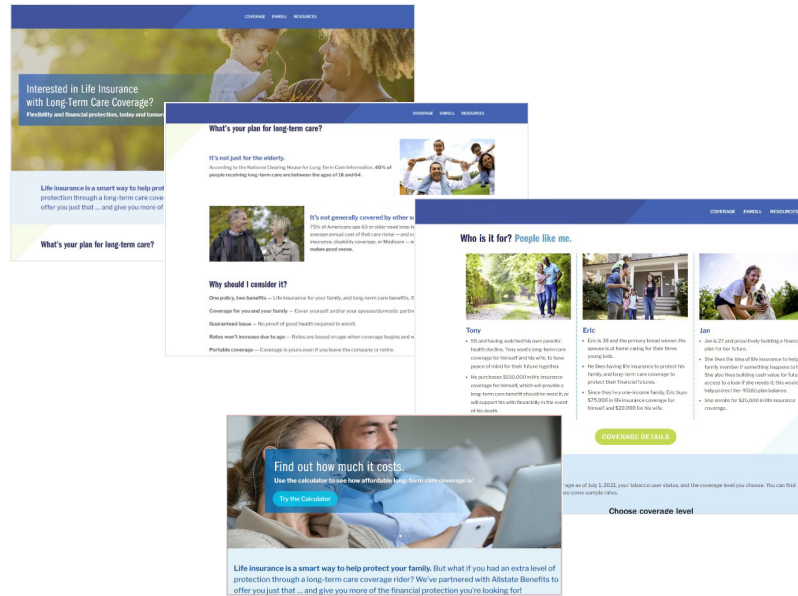 COVERAGE ENROLL RESOURCES
Interested in Life Insurance
with Long-Term Care Coverage?
Flexibility and financial protection, today and tomor
Life insurance is a smart way to help prot
protection through a long-term care cove
offer you just that ... and give you more of
What's your plan for long-term care?
COVERAGE ENROLL RESOURCES
What's your plan for long-term care?
It's not just for the elderly.
According to the National Clearing House for Long Term Care Information, 40% of
people receiving long-term care are between the ages of 18 and 64.
It's not generally covered by other
75% of Americans age 65 or older need long-t
average annual cost of that care rising — and
insurance, disability coverage, or Medicare —
makes good sense.
Why should I consider it?
One policy, two benefits — Life insurance for your family, and long-term care benefits,
Coverage for you and your family — Cover yourself and/or your spouse/domestic partn
Guaranteed issue — No proof of good health required to enroll.
Rates won't increase due to age — Rates are based on age when coverage begins and
Portable coverage — Coverage is yours even if you leave the company or retire.
COVERAGE ENROLL RESOURCES
Who is it for? People like me.
Tony
• 55 and having watched his own parents'
health decline, Tony wants long-term care
coverage for himself and his wife, to have
peace of mind for their future together.
• He purchases $150,000 in life insurance
coverage for himself, which will provide a
long-term care benefit should he need it, or
will support his wife financially in the event
of his death.
Eric
• Eric is 38 and the primary bread winner. His
spouse is at home caring for their three
young kids.
• He likes having life insurance to protect his
family, and long-term care coverage to
protect their financial futures.
• Since they're a one-income family, Eric buys
$75,000 in life insurance coverage for
himself and $20,000 for his wife.
Jan
• Jan is 27 and proactively building a financ
plan for her future.
• She likes the idea of life insurance to help
family member if something happens to h
She also likes building cash value for futu
access to a loan if she needs it; this would
help protect her 401(k) plan balance.
• She enrolls for $25,000 in life insurance
coverage.
COVERAGE DETAILS
age as of July 1, 2021, your tobacco user status, and the coverage level you choose. You can find
are some sample rates.
Choose coverage level
Find out how much it costs.
Use the calculator to see how affordable long-term care coverage is!
Try the Calculator
Life insurance is a smart way to help protect your family. But what if you had an extra level of
protection through a long-term care coverage rider? We've partnered with Allstate Benefits to
offer you just that ... and give you more of the financial protection you're looking for!